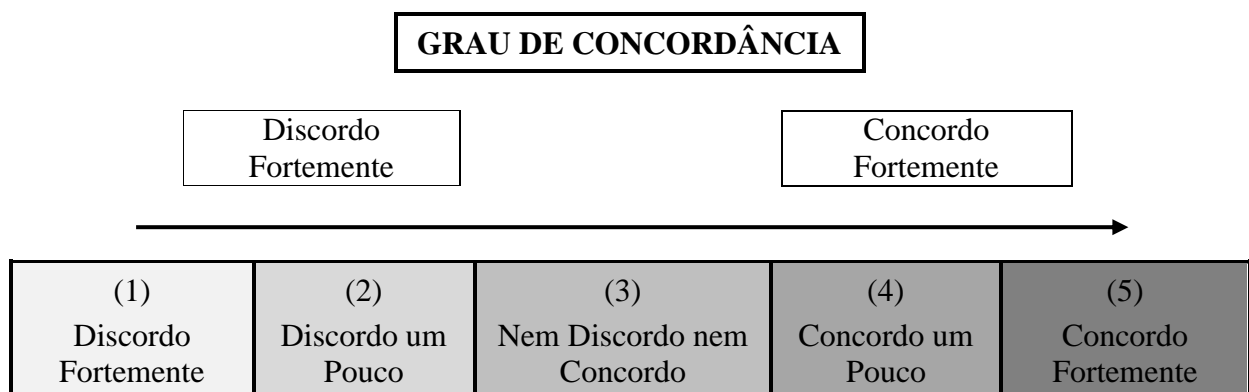 GRAU DE CONCORDÂNCIA
Discordo
Fortemente
Concordo
Fortemente
(1)
Discordo
Fortemente
(2)
Discordo um
Pouco
(3)
Nem Discordo nem
Concordo
(4)
Concordo um
Pouco
(5)
Concordo
Fortemente